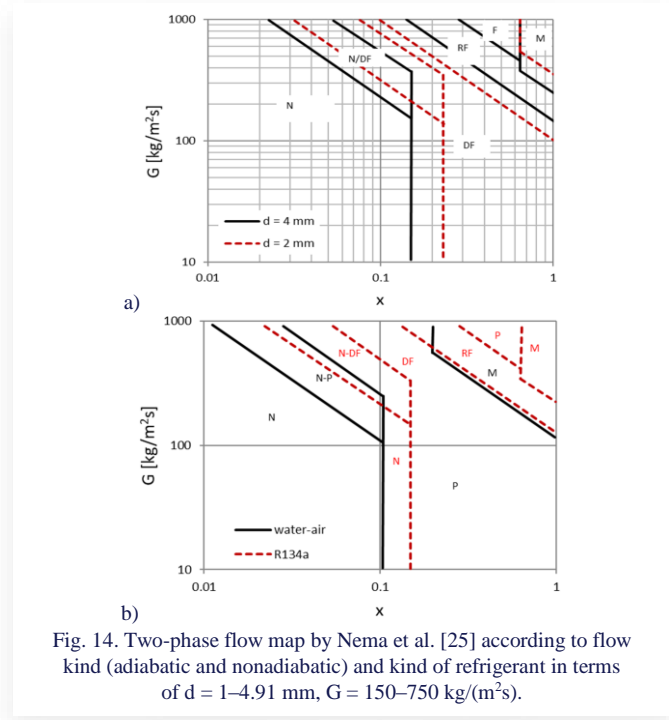 1000
F
M
RF
N/DF
N
G [kg/m²s]
100
DF
d = 4 mm
d = 2 mm
10
0.01
0.1
1
x
a)
1000
P
N-DF
M
DF
RF
M
N-P
N
G [kg/m²s]
100
N
P
water-air
R134a
10
0.01
0.1
1
x
b)
Fig. 14. Two-phase flow map by Nema et al. [25] according to flow
kind (adiabatic and nonadiabatic) and kind of refrigerant in terms
of d = 1–4.91 mm, G = 150–750 kg/(m²s).